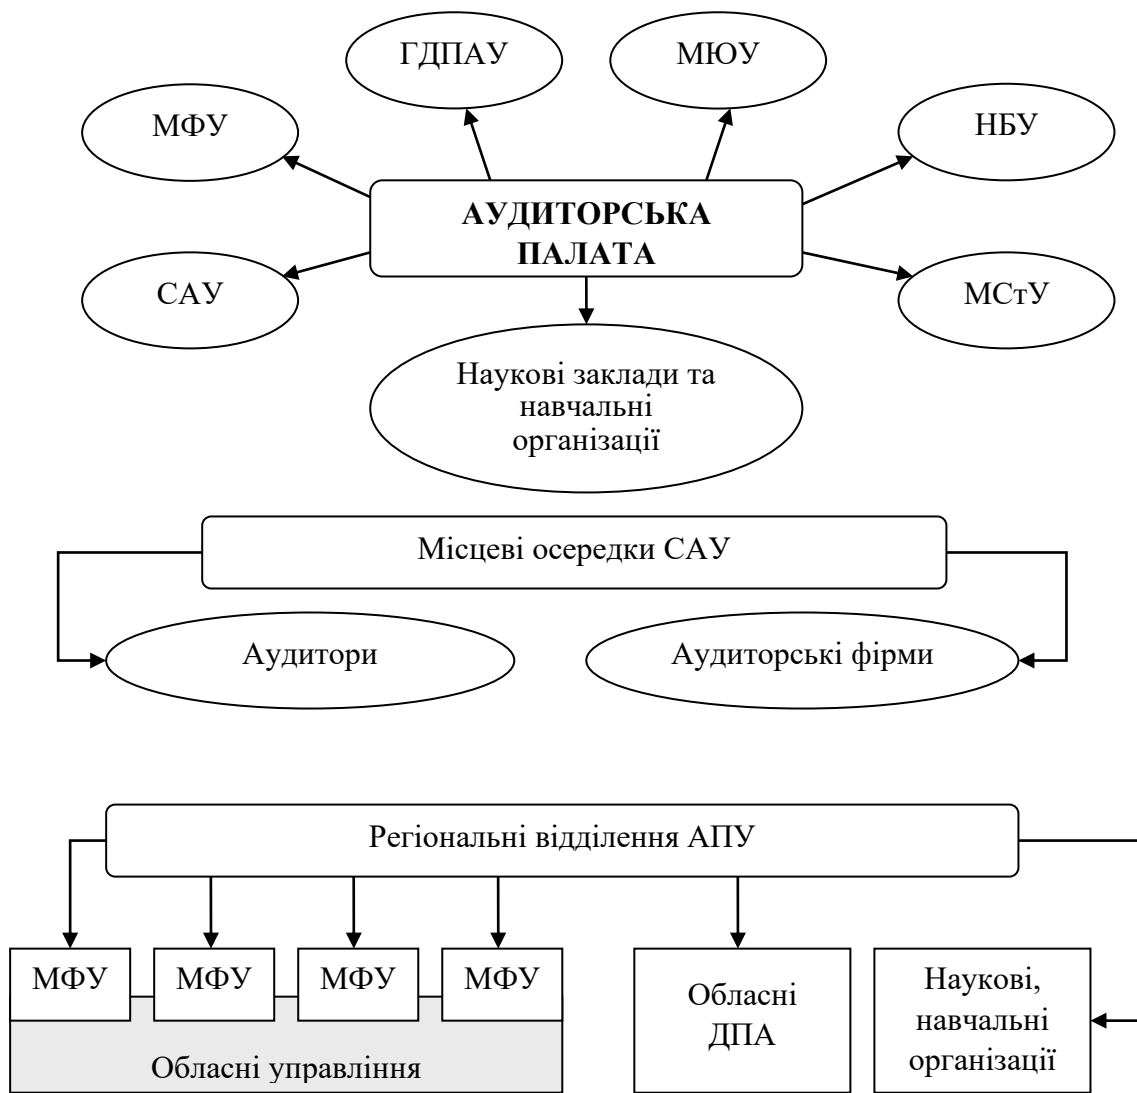 ГДПАУ
МЮУ
МФУ
НБУ
АУДИТОРСЬКА
ПАЛАТА
САУ
МСтУ
Наукові заклади та
навчальні
організації
Місцеві осередки САУ
Аудитори
Аудиторські фірми
Регіональні відділення АПУ
МФУ
МФУ
МФУ
МФУ
Обласні управління
Обласні
ДПА
Наукові,
навчальні
організації